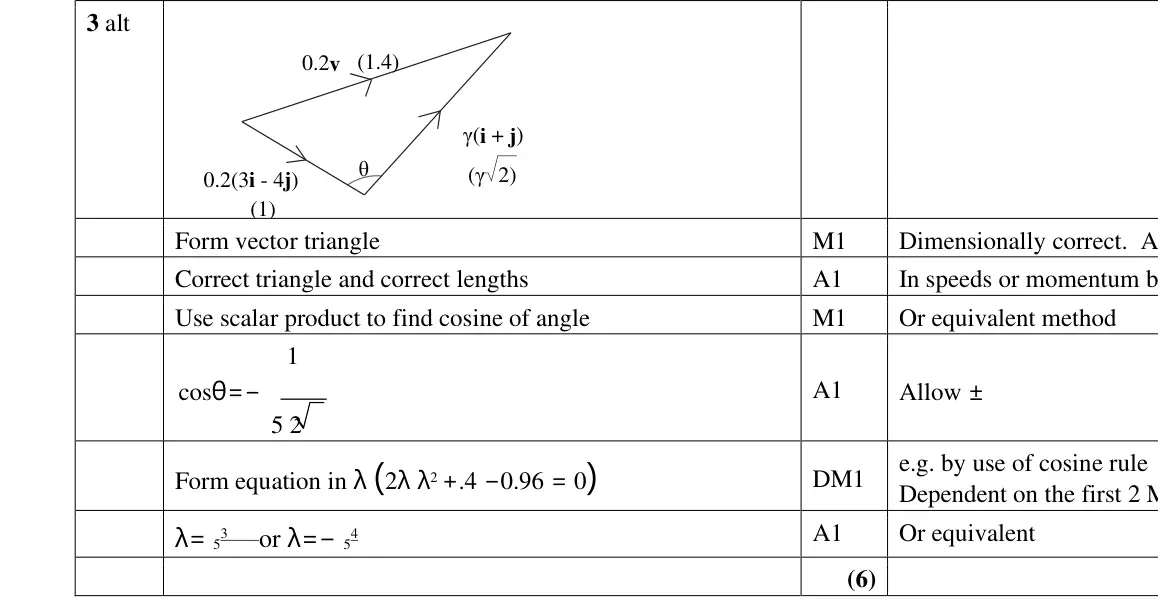 3 alt
0.2v (1.4)
γ(i + j)
θ
(γ√2)
0.2(3i - 4j)
(1)
Form vector triangle M1 Dimensionally correct. A
Correct triangle and correct lengths A1 In speeds or momentum b
Use scalar product to find cosine of angle M1 Or equivalent method
1
cosθ=− A1 Allow ±
5 2√
e.g. by use of cosine rule
Form equation in λ (2λ λ² +.4 −0.96 = 0) DM1
Dependent on the first 2 M
λ= 5 3 or λ=− 5 4 A1 Or equivalent
(6)